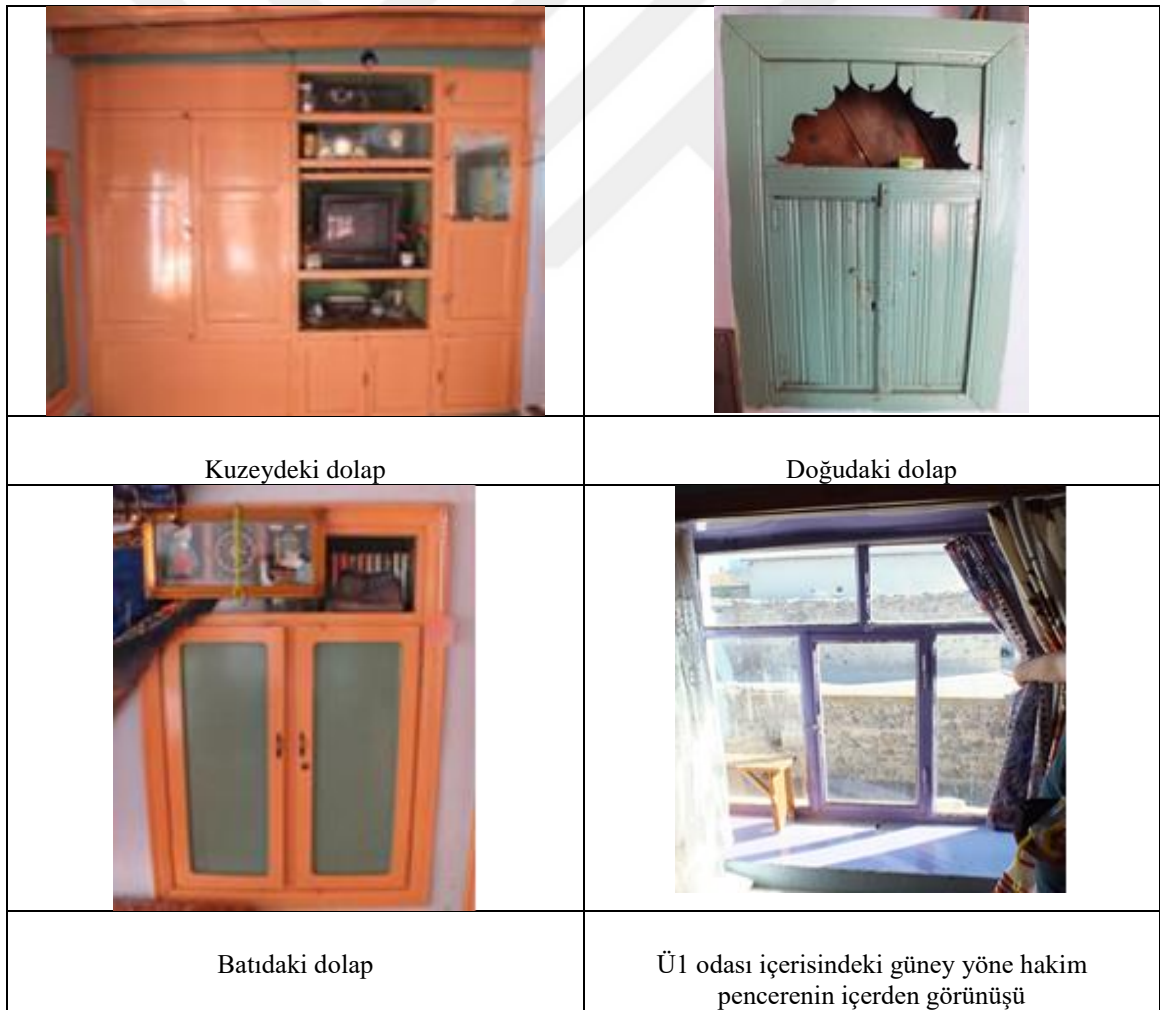 Kuzeydeki dolap
Doğudaki dolap
Batıdaki dolap
Ü1 odası içerisindeki güney yöne hakim
pencerenin içerden görünüşü